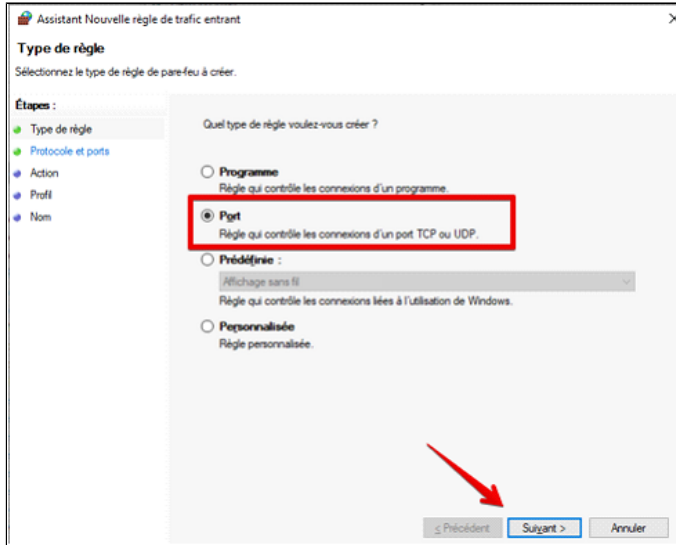 Assistant Nouvelle règle de trafic entrant
Type de règle
Sélectionnez le type de règle de pare-feu à créer.
Étapes :
Type de règle
Protocole et ports
Action
Profil
Nom
Quel type de règle voulez-vous créer ?
Programme
Règle qui contrôle les connexions d'un programme.
Port
Règle qui contrôle les connexions d'un port TCP ou UDP.
Prédéfinie :
Affichage sans fil
Règle qui contrôle les connexions liées à l'utilisation de Windows.
Personnalisée
Règle personnalisée.
< Précédent Suivant > Annuler